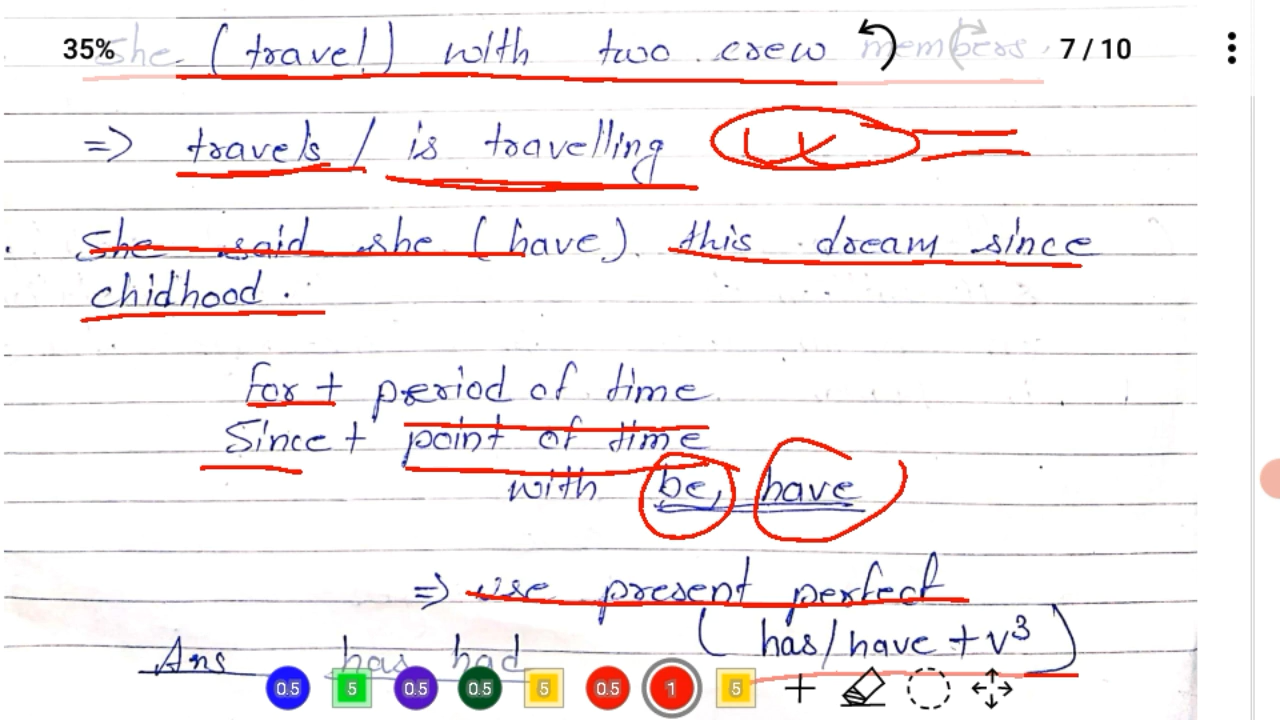 35% She (travel) with two crew members. 7 / 10
=> travels / is travelling
. She said she (have) this dream since
chidhood.
For + preriod of time
Since + point of time
with be, have
=> use present perfect
(has/have + v3)
Ans has had
0.5 5 0.5 0.5 5 0.5 1 5